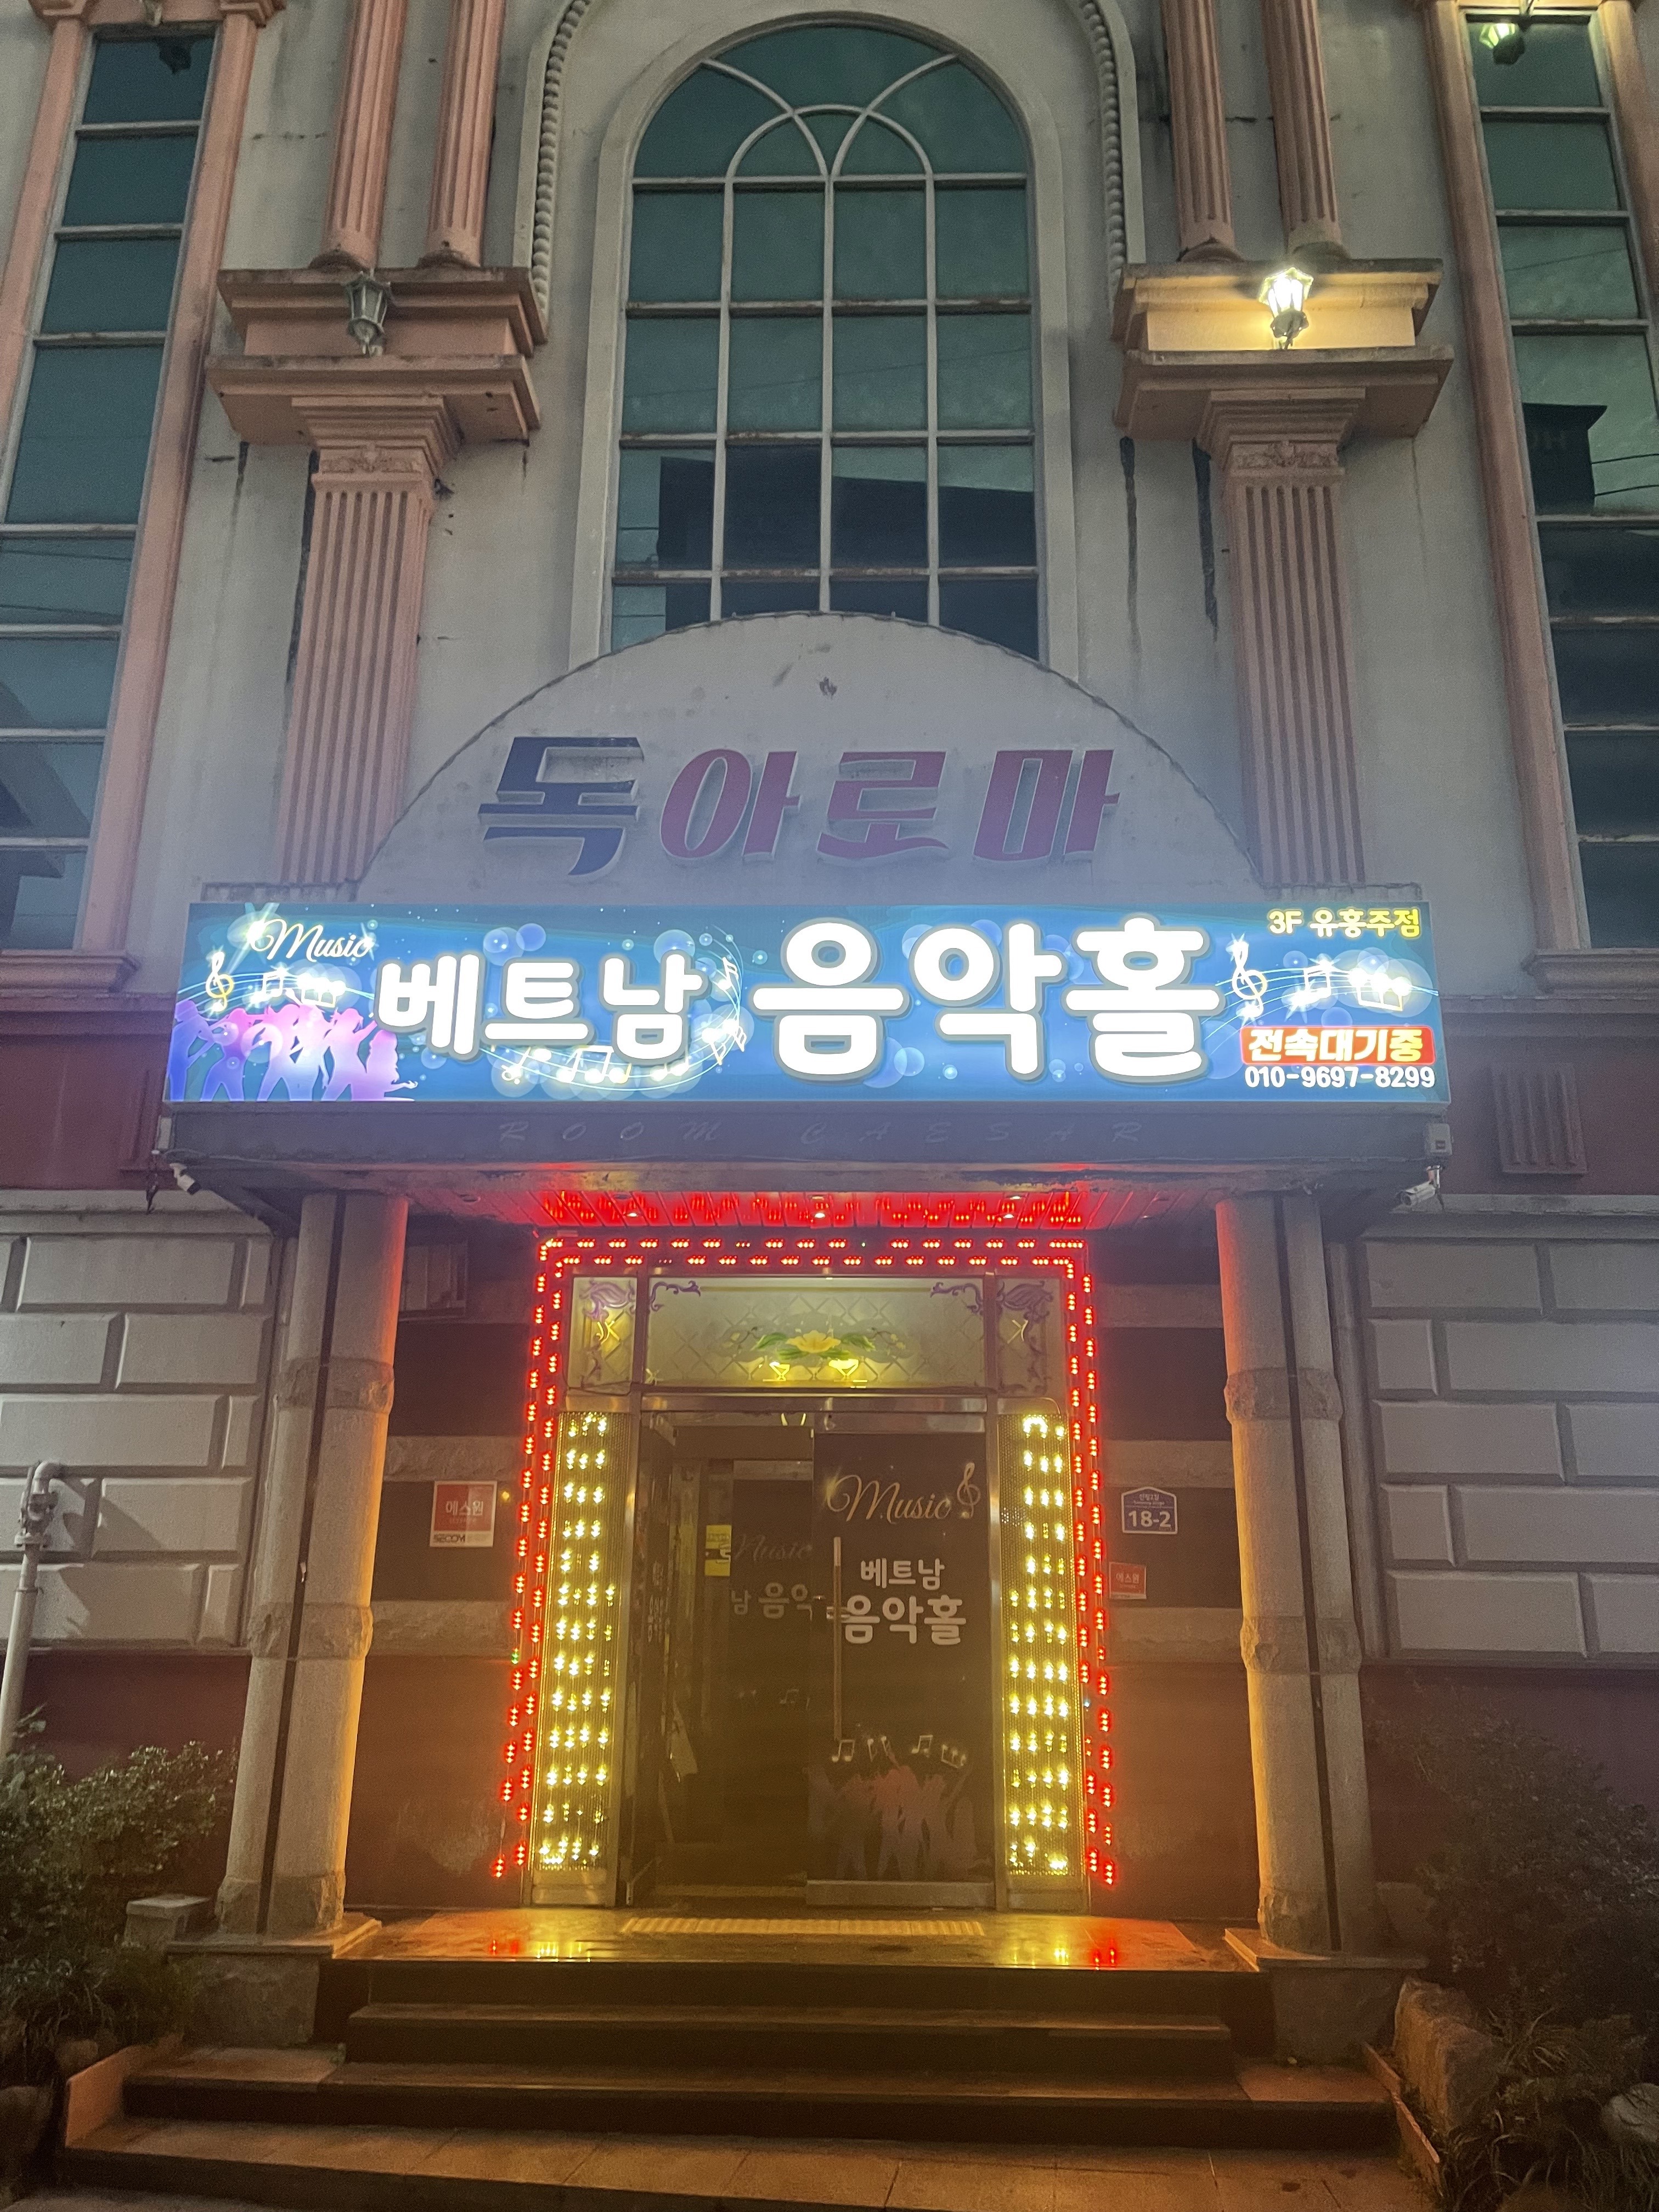 독아로마
Music
베트남 음악홀
3F 유흥주점
전속대기중
010-9697-8299
ROOM CAESAR
에스원
SECOM
Music
Music
베트남
음악홀
남 음악
18-2
에스원